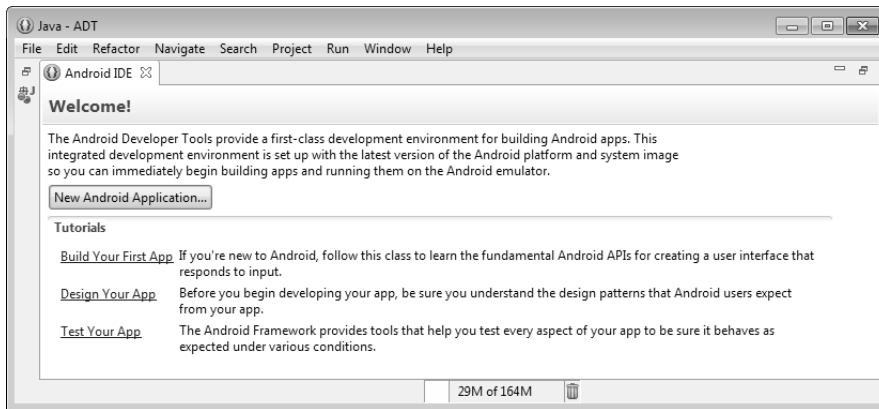 Java - ADT
File Edit Refactor Navigate Search Project Run Window Help
Android IDE
J
Welcome!
The Android Developer Tools provide a first-class development environment for building Android apps. This
integrated development environment is set up with the latest version of the Android platform and system image
so you can immediately begin building apps and running them on the Android emulator.
New Android Application...
Tutorials
Build Your First App If you're new to Android, follow this class to learn the fundamental Android APIs for creating a user interface that
responds to input.
Design Your App Before you begin developing your app, be sure you understand the design patterns that Android users expect
from your app.
Test Your App The Android Framework provides tools that help you test every aspect of your app to be sure it behaves as
expected under various conditions.
29M of 164M